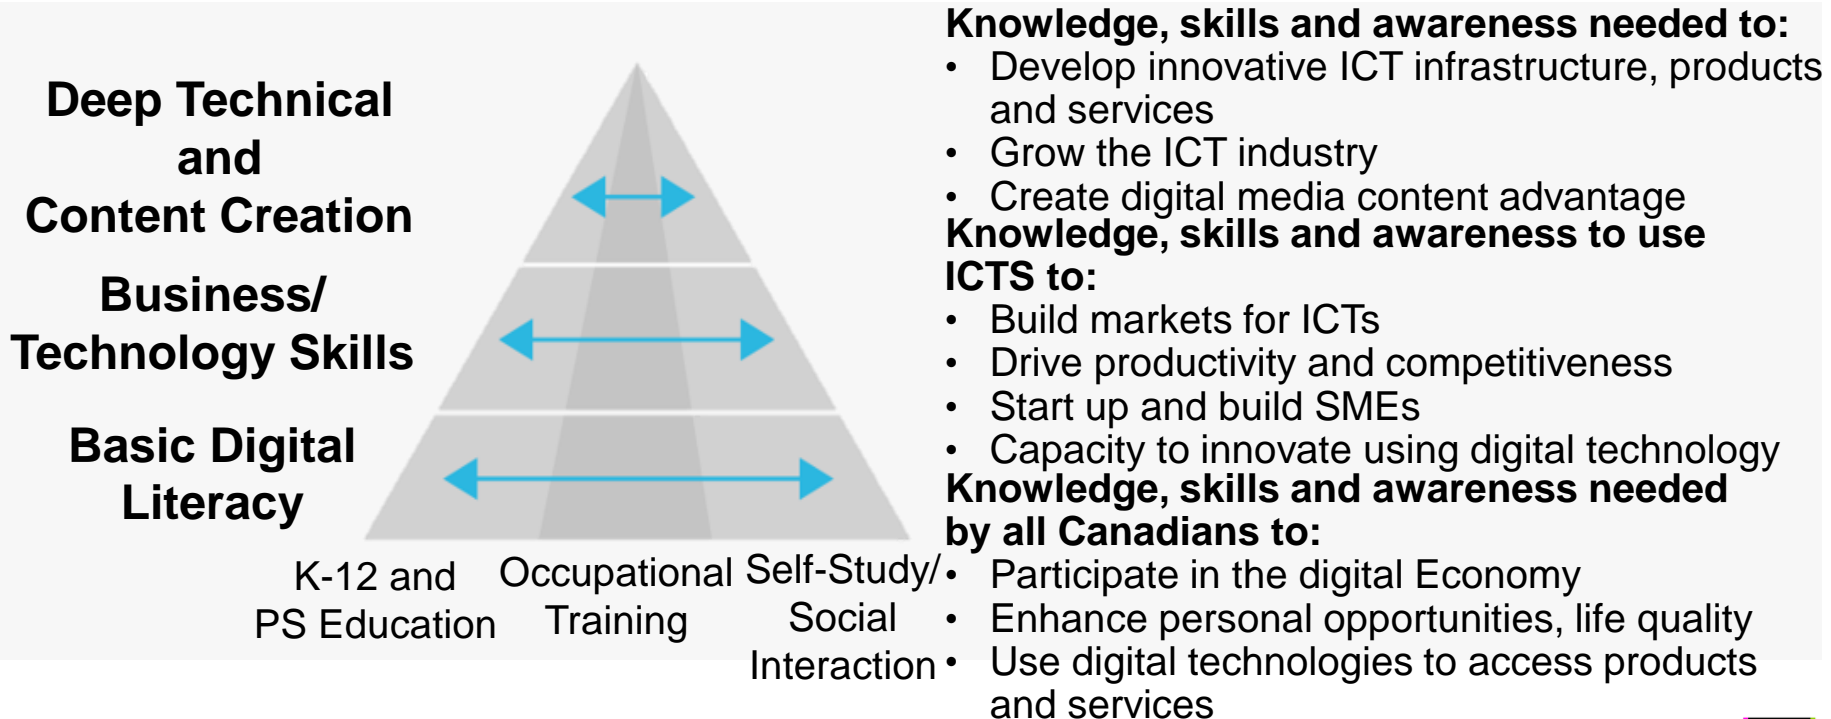 Deep Technical
and
Content Creation
Business/
Technology Skills
Basic Digital
Literacy
K-12 and
PS Education
Occupational
Training
Self-Study/
Social
Interaction
Knowledge, skills and awareness needed to:
• Develop innovative ICT infrastructure, products
and services
• Grow the ICT industry
• Create digital media content advantage
Knowledge, skills and awareness to use
ICTS to:
• Build markets for ICTs
• Drive productivity and competitiveness
• Start up and build SMEs
• Capacity to innovate using digital technology
Knowledge, skills and awareness needed
by all Canadians to:
• Participate in the digital Economy
• Enhance personal opportunities, life quality
• Use digital technologies to access products
and services